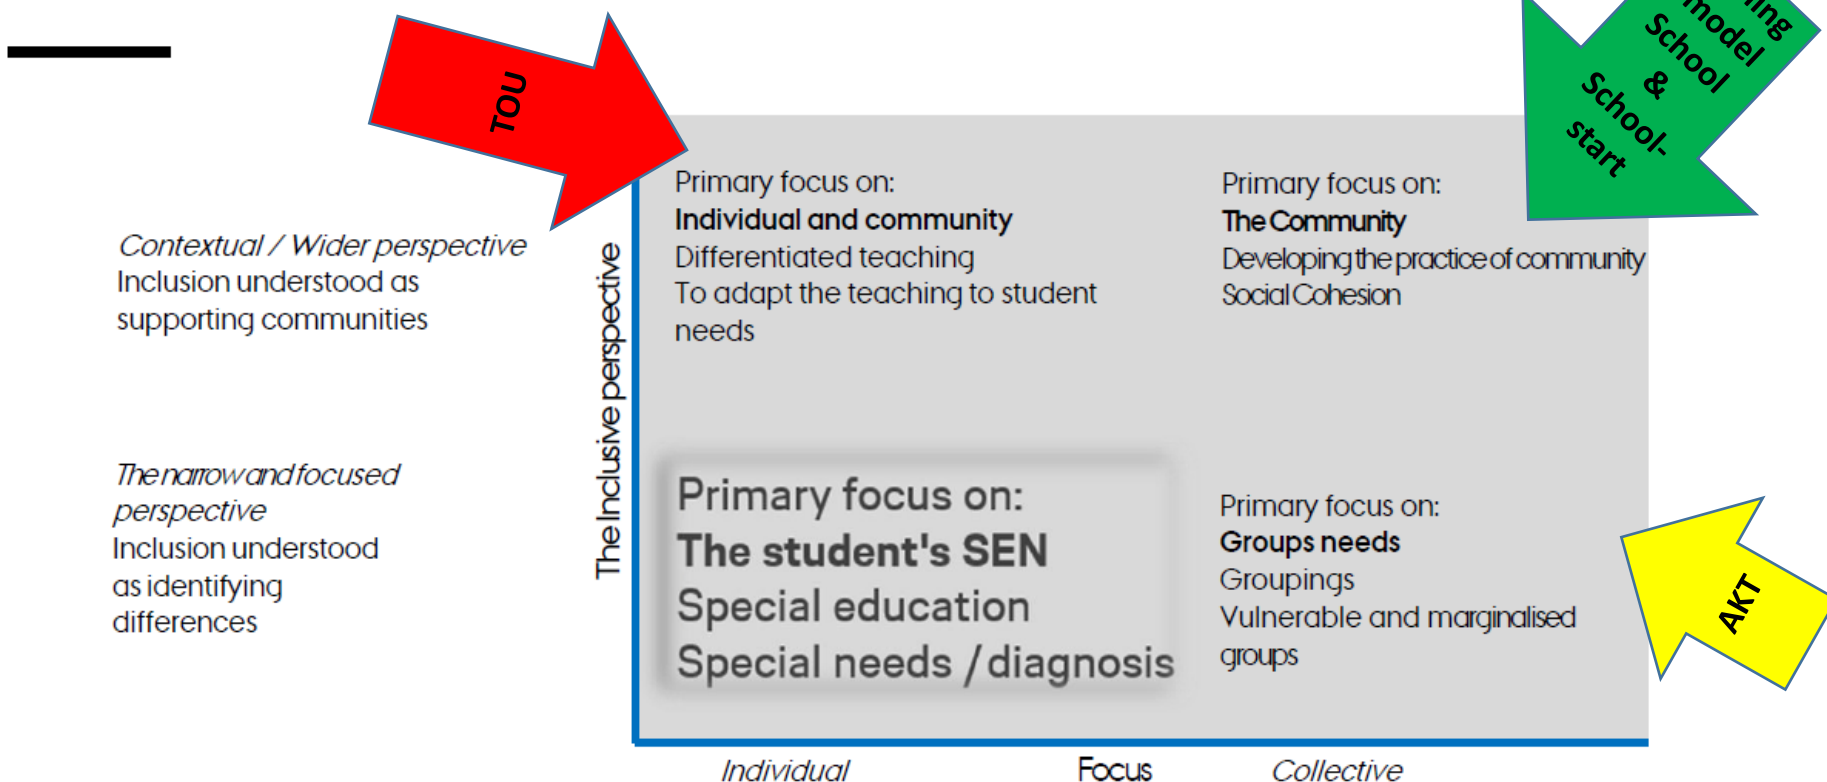 TOU
model
School
&
School-
start
Primary focus on:
Individual and community
Differentiated teaching
To adapt the teaching to student
needs
Primary focus on:
The Community
Developing the practice of community
Social Cohesion
Contextual / Wider perspective
Inclusion understood as
supporting communities
The Inclusive perspective
The narrow and focused
perspective
Inclusion understood
as identifying
differences
Primary focus on:
The student's SEN
Special education
Special needs / diagnosis
Primary focus on:
Groups needs
Groupings
Vulnerable and marginalised
groups
AKT
Individual
Focus
Collective